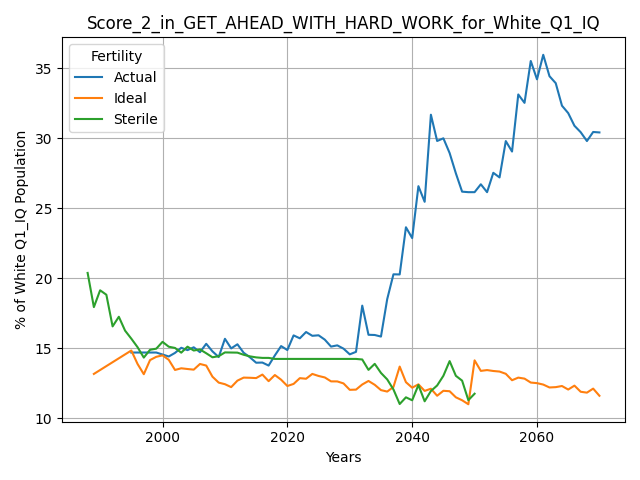 Score_2_in_GET_AHEAD_WITH_HARD_WORK_for_White_Q1_IQ
Fertility
Actual
Ideal
Sterile
% of White Q1_IQ Population
35
30
25
20
15
10
2000 2020 2040 2060
Years